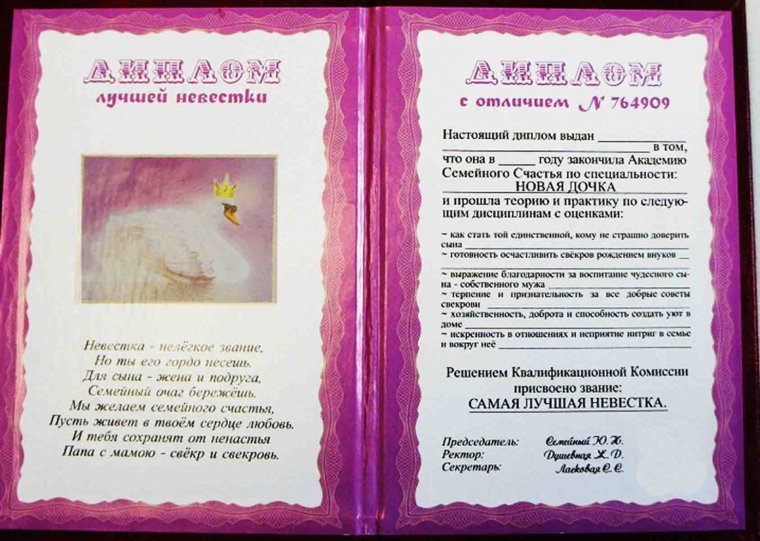 ДИПЛОМ
лучшей невестки
Невестка - нелёгкое звание,
Но ты его гордо несешь.
Для сына - жена и подруга,
Семейный очаг бережёшь.
Мы желаем семейного счастья,
Пусть живет в твоём сердце любовь.
И тебя сохранят от ненастья
Папа с мамою - свёкр и свекровь.
ДИПЛОМ
с отличием N 764909
Настоящий диплом выдан
в том,
что она в ____ году закончила Академию
Семейного Счастья по специальности:
НОВАЯ ДОЧКА
и прошла теорию и практику по следую-
щим дисциплинам с оценками:
~ как стать той единственной, кому не страшно доверить
сына
~ готовность осчастливить свёкров рождением внуков
~ выражение благодарности за воспитание чудесного сы-
на - собственного мужа
~ терпение и признательность за все добрые советы
свекрови
~ хозяйственность, доброта и способность создать уют в
доме
~ искренность в отношениях и неприятие интриг в семье
и вокруг неё
Решением Квалификационной Комиссии
присвоено звание:
САМАЯ ЛУЧШАЯ НЕВЕСТКА.
Председатель: Семейный Ю.Н.
Ректор: Душевная Ж.Д.
Секретарь: Ласковая С.С.